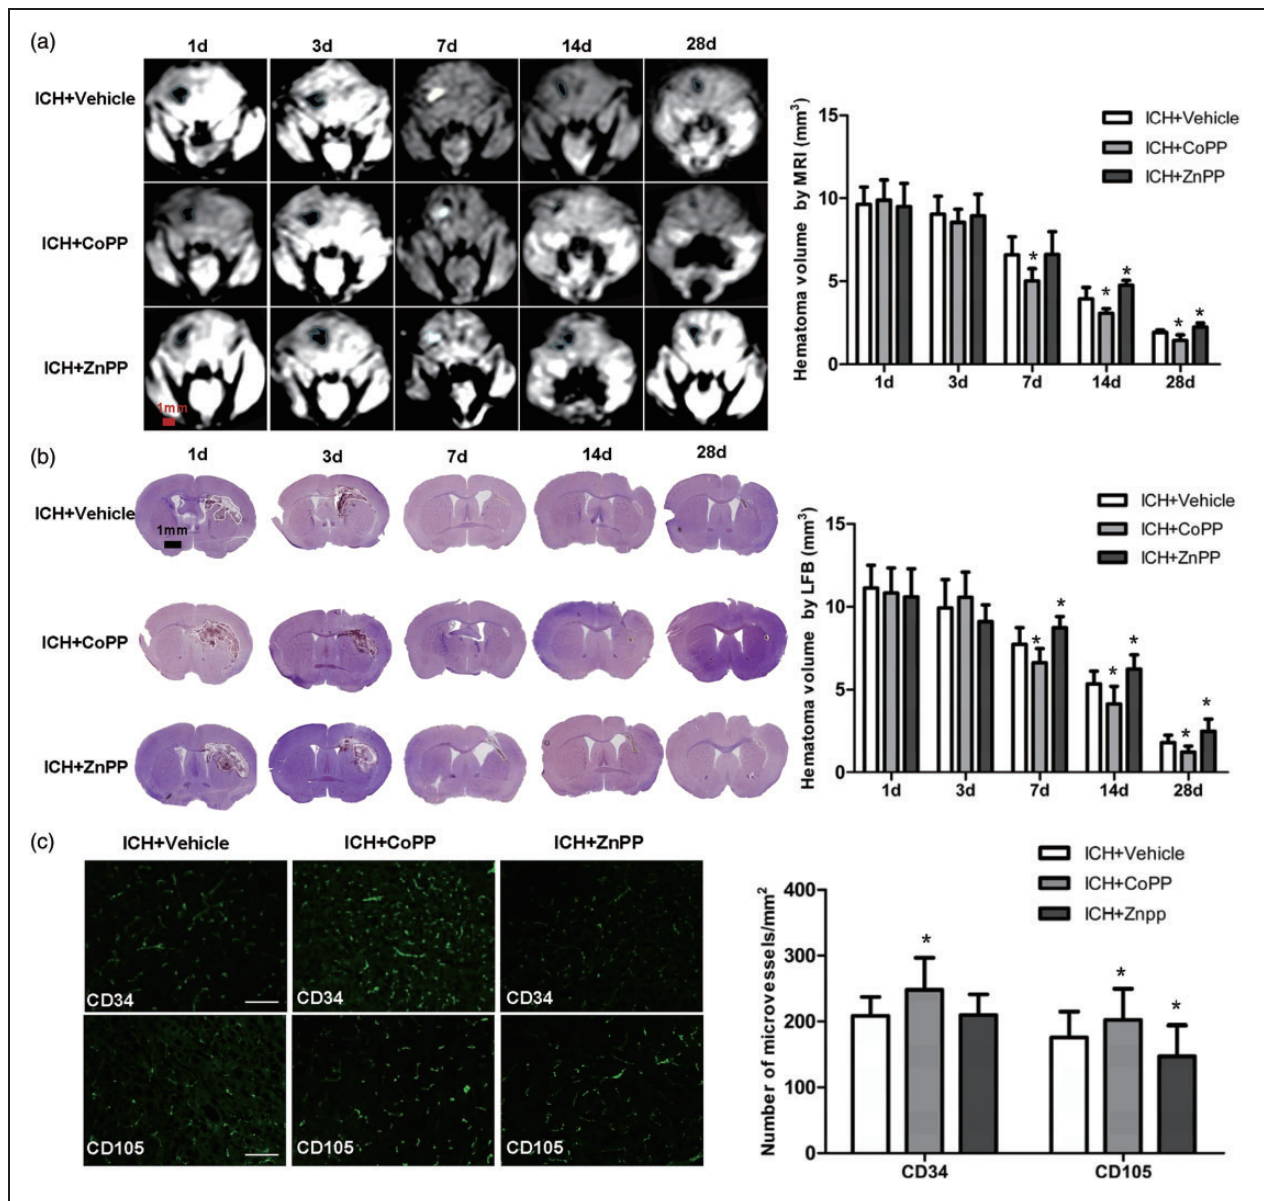 (a)
1d 3d 7d 14d 28d
ICH+Vehicle
ICH+CoPP
ICH+ZnPP
1mm
Hematoma volume by MRI (mm³)
15
10
5
0
ICH+Vehicle
ICH+CoPP
ICH+ZnPP
* * * * *
1d 3d 7d 14d 28d
(b)
1d 3d 7d 14d 28d
ICH+Vehicle
1mm
ICH+CoPP
ICH+ZnPP
Hematoma volume by LFB (mm³)
15
10
5
0
ICH+Vehicle
ICH+CoPP
ICH+ZnPP
* * * * * *
1d 3d 7d 14d 28d
(c)
ICH+Vehicle ICH+CoPP ICH+ZnPP
CD34 CD34 CD34
CD105 CD105 CD105
Number of microvessels/mm²
400
300
200
100
0
ICH+Vehicle
ICH+CoPP
ICH+Znpp
* * *
CD34 CD105